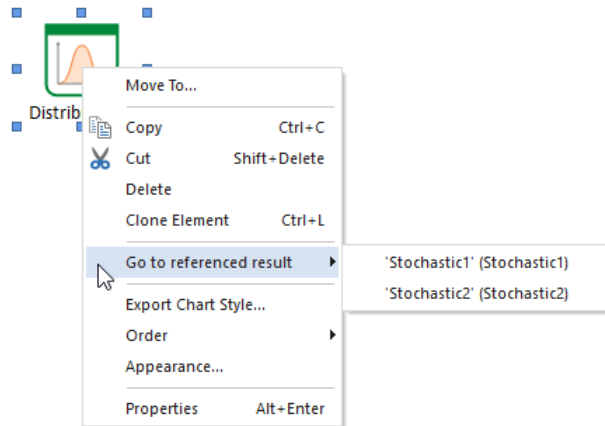 Distrib
Move To...
Copy Ctrl+C
Cut Shift+Delete
Delete
Clone Element Ctrl+L
Go to referenced result
'Stochastic1' (Stochastic1)
'Stochastic2' (Stochastic2)
Export Chart Style...
Order
Appearance...
Properties Alt+Enter